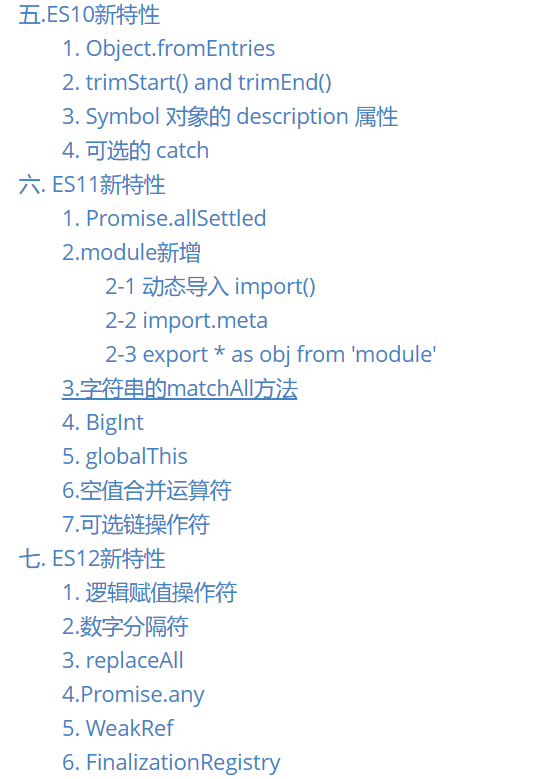 五.ES10新特性
1. Object.fromEntries
2. trimStart() and trimEnd()
3. Symbol 对象的 description 属性
4. 可选的 catch
六. ES11新特性
1. Promise.allSettled
2.module新增
2-1 动态导入 import()
2-2 import.meta
2-3 export * as obj from 'module'
3.字符串的matchAll方法
4. BigInt
5. globalThis
6.空值合并运算符
7.可选链操作符
七. ES12新特性
1. 逻辑赋值操作符
2.数字分隔符
3. replaceAll
4.Promise.any
5. WeakRef
6. FinalizationRegistry